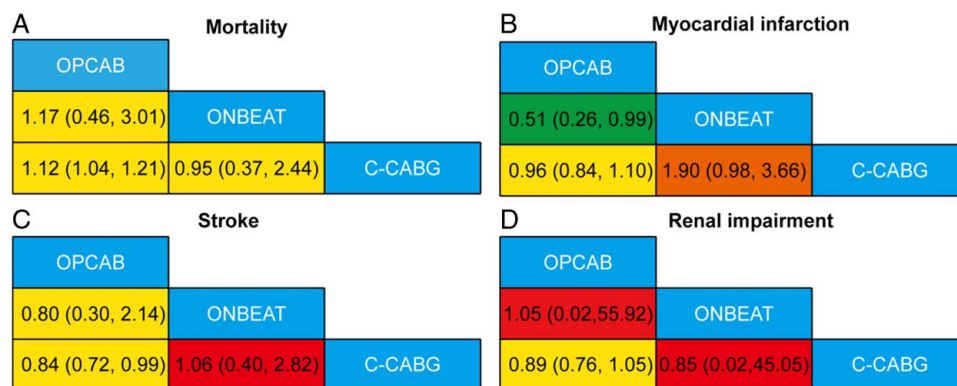 A Mortality
OPCAB
1.17 (0.46, 3.01) ONBEAT
1.12 (1.04, 1.21) 0.95 (0.37, 2.44) C-CABG
B Myocardial infarction
OPCAB
0.51 (0.26, 0.99) ONBEAT
0.96 (0.84, 1.10) 1.90 (0.98, 3.66) C-CABG
C Stroke
OPCAB
0.80 (0.30, 2.14) ONBEAT
0.84 (0.72, 0.99) 1.06 (0.40, 2.82) C-CABG
D Renal impairment
OPCAB
1.05 (0.02,55.92) ONBEAT
0.89 (0.76, 1.05) 0.85 (0.02,45.05) C-CABG